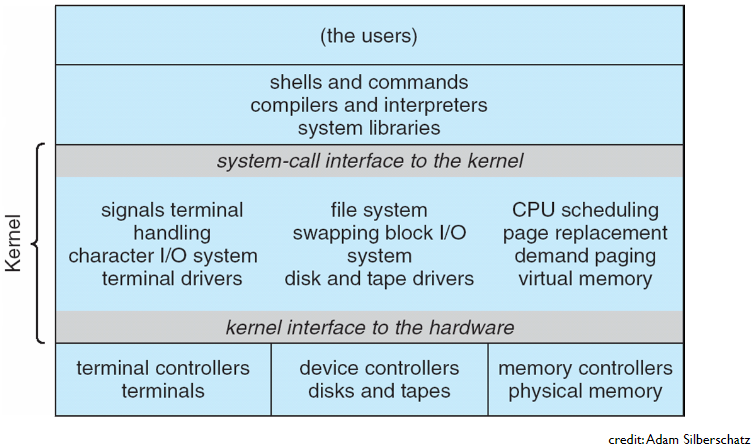 (the users)
shells and commands
compilers and interpreters
system libraries
system-call interface to the kernel
Kernel
signals terminal
handling
character I/O system
terminal drivers
file system
swapping block I/O
system
disk and tape drivers
CPU scheduling
page replacement
demand paging
virtual memory
kernel interface to the hardware
terminal controllers
terminals
device controllers
disks and tapes
memory controllers
physical memory
credit: Adam Silberschatz